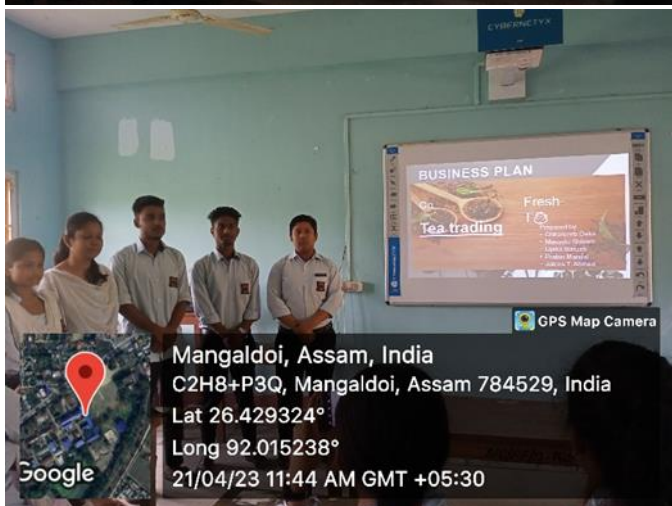 CYBERNETYX
BUSINESS PLAN
Fresh
Tea trading
Prepared by
GPS Map Camera
Mangaldoi, Assam, India
C2H8+P3Q, Mangaldoi, Assam 784529, India
Lat 26.429324°
Long 92.015238°
21/04/23 11:44 AM GMT +05:30
Google